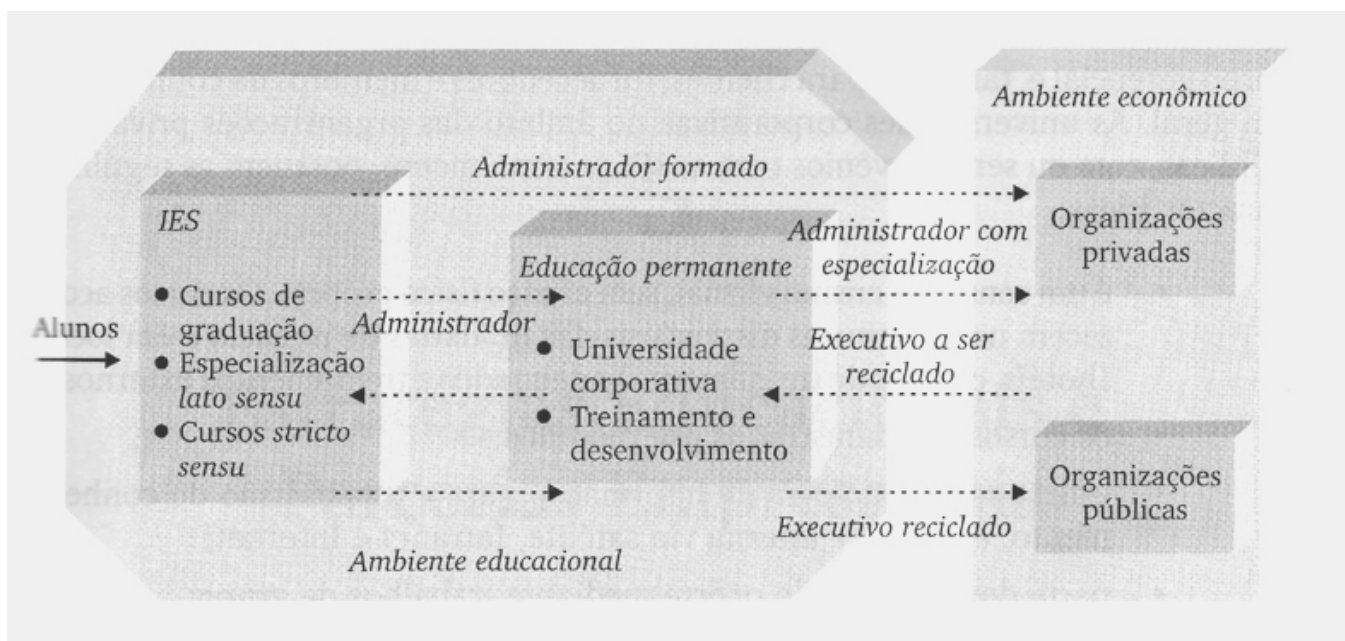 Ambiente econômico
Administrador formado
IES
Organizações
privadas
Administrador com
especialização
Educação permanente
Alunos
• Cursos de
graduação
• Especialização
lato sensu
• Cursos stricto
sensu
Administrador
• Universidade
corporativa
• Treinamento e
desenvolvimento
Executivo a ser
reciclado
Organizações
públicas
Executivo reciclado
Ambiente educacional